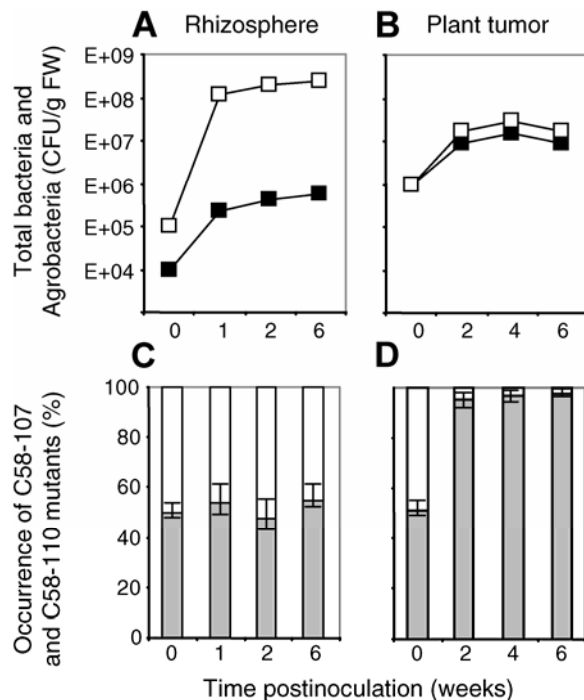 A Rhizosphere
B Plant tumor
Total bacteria and
Agrobacteria (CFU/g FW)
E+09
E+08
E+07
E+06
E+05
E+04
0 1 2 6
0 2 4 6
C
D
Occurrence of C58-107
and C58-110 mutants (%)
100
80
60
40
20
0
0 1 2 6
0 2 4 6
Time postinoculation (weeks)